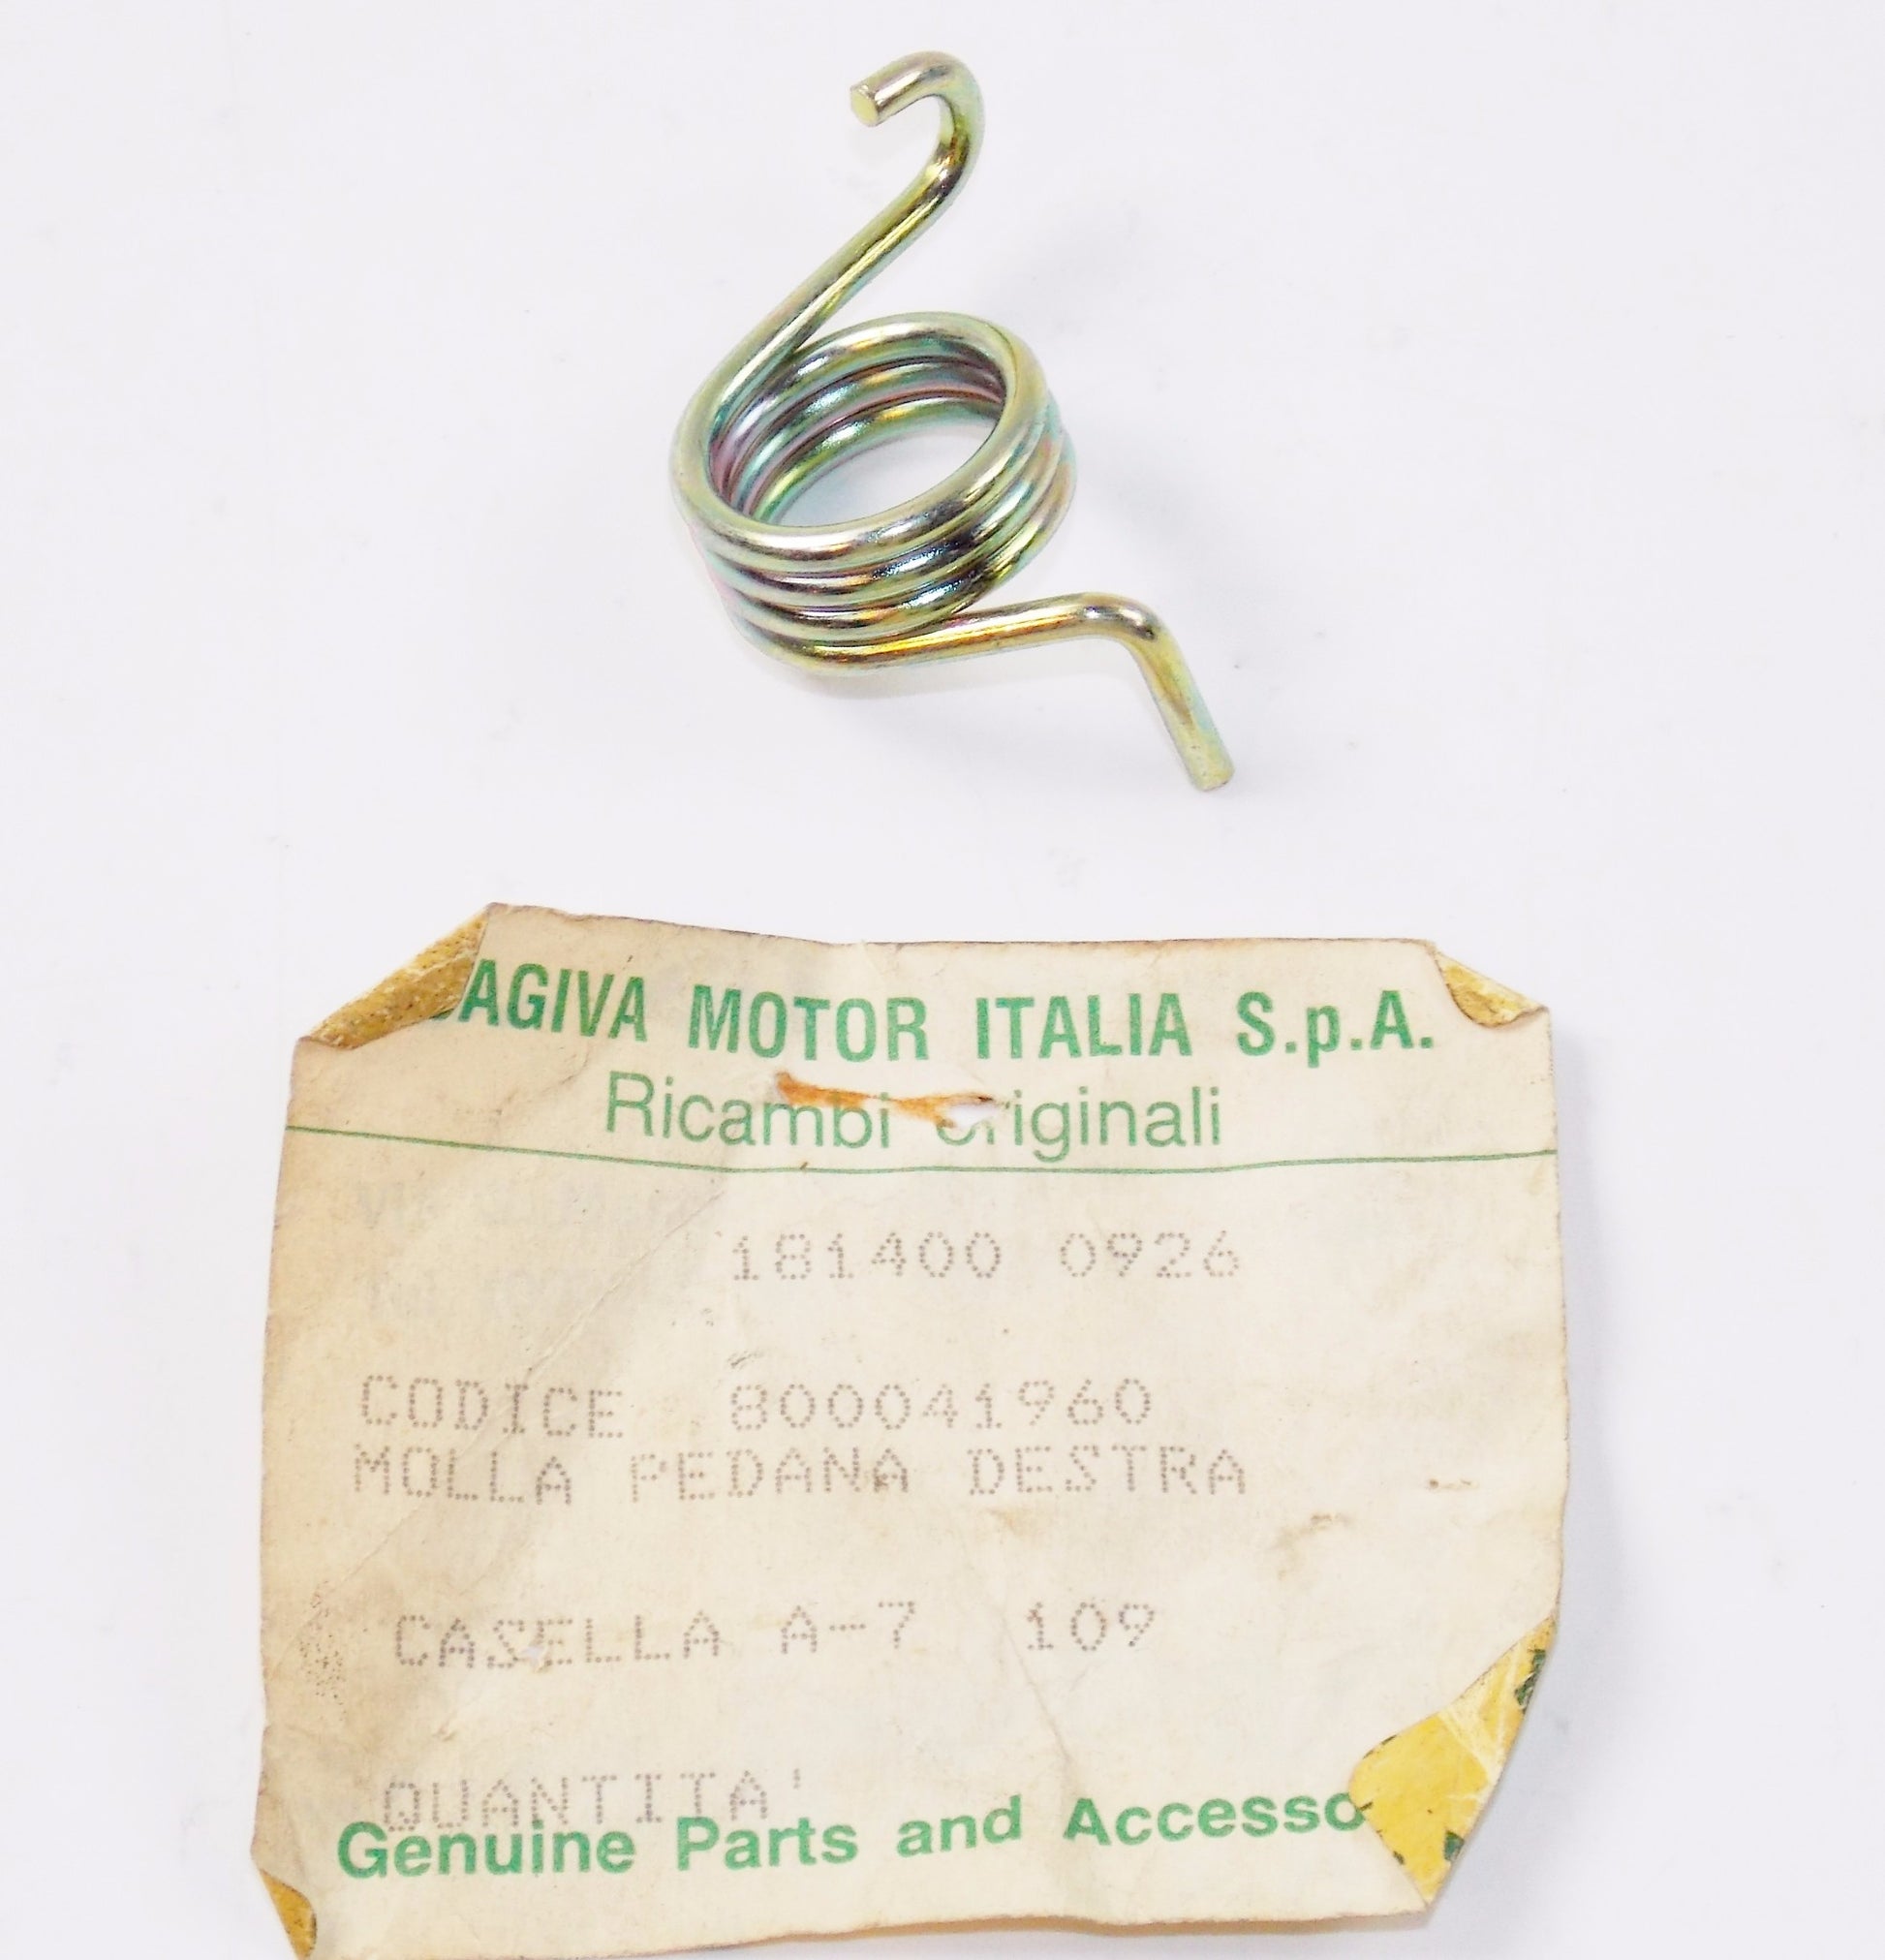 AGIVA MOTOR ITALIA S.p.A.
Ricambi Originali
181400 0926
CODICE 800041960
MOLLA PEDANA DESTRA
CASELLA A-7 109
QUANTITA'
Genuine Parts and Accesso